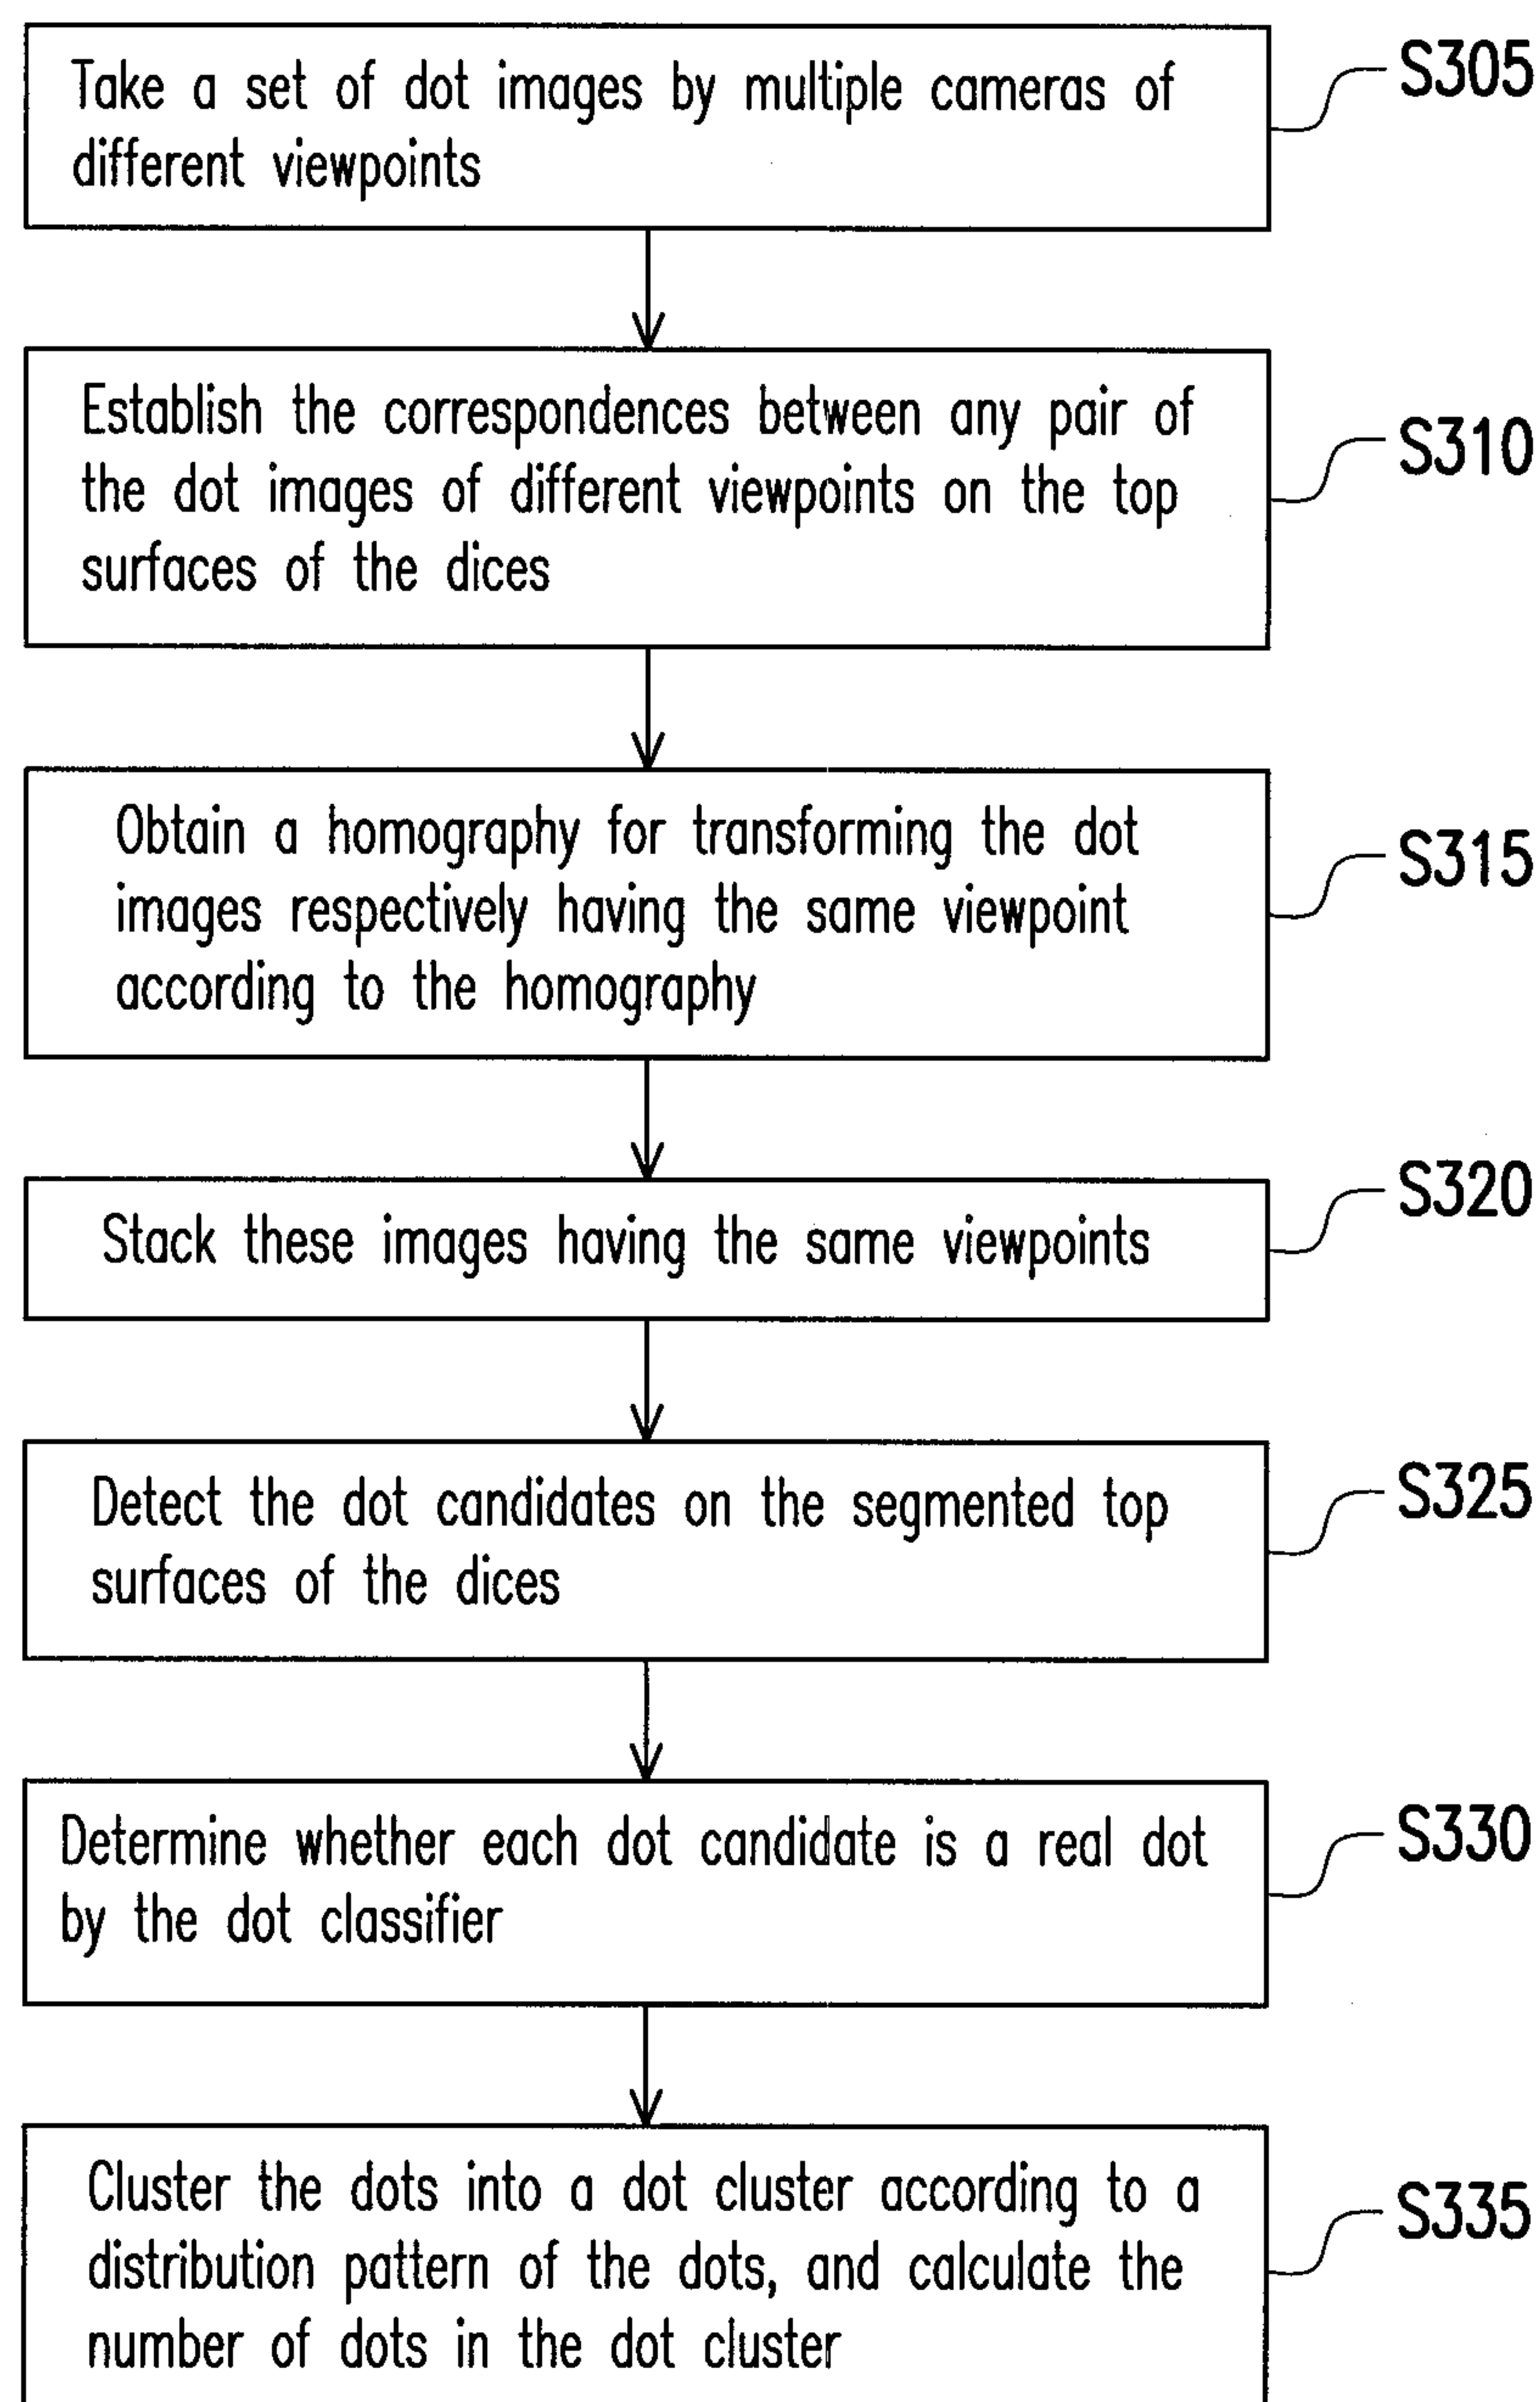 Take a set of dot images by multiple cameras of
different viewpoints
S305
Establish the correspondences between any pair of
the dot images of different viewpoints on the top
surfaces of the dices
S310
Obtain a homography for transforming the dot
images respectively having the same viewpoint
according to the homography
S315
Stack these images having the same viewpoints
S320
Detect the dot candidates on the segmented top
surfaces of the dices
S325
Determine whether each dot candidate is a real dot
by the dot classifier
S330
Cluster the dots into a dot cluster according to a
distribution pattern of the dots, and calculate the
number of dots in the dot cluster
S335